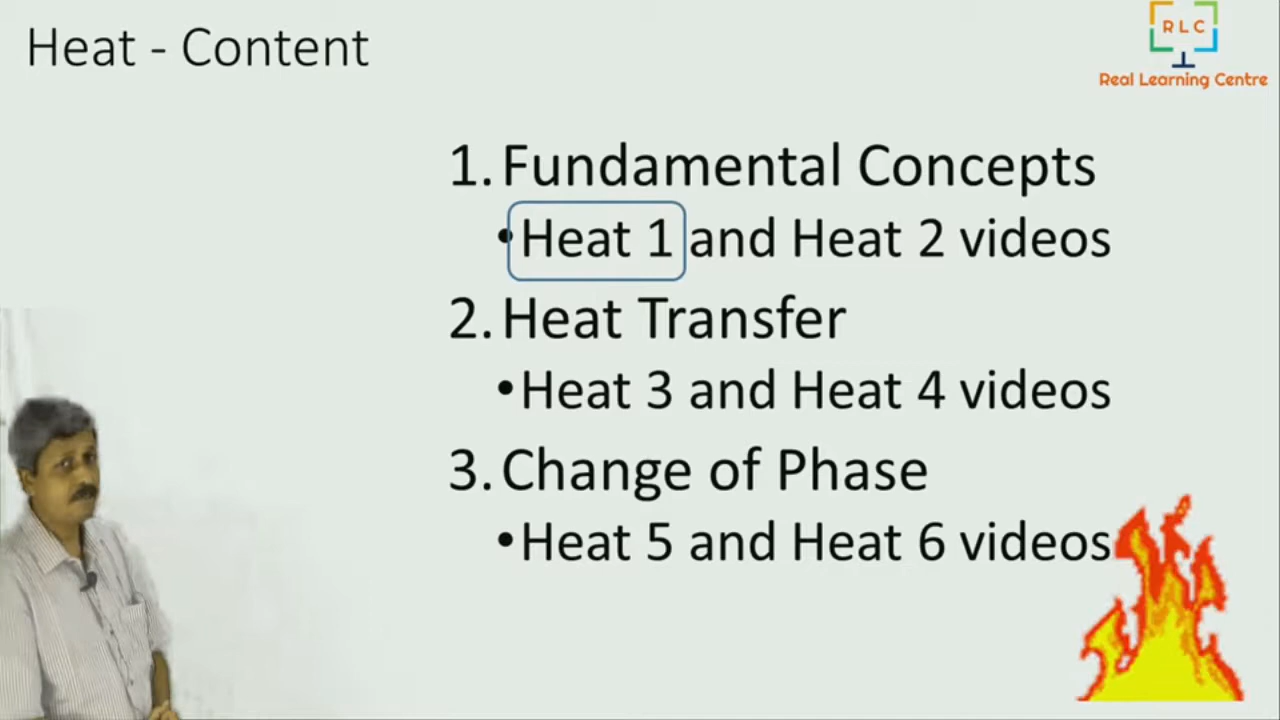 Heat - Content
RLC
Real Learning Centre
1. Fundamental Concepts
•Heat 1 and Heat 2 videos
2. Heat Transfer
•Heat 3 and Heat 4 videos
3. Change of Phase
•Heat 5 and Heat 6 videos